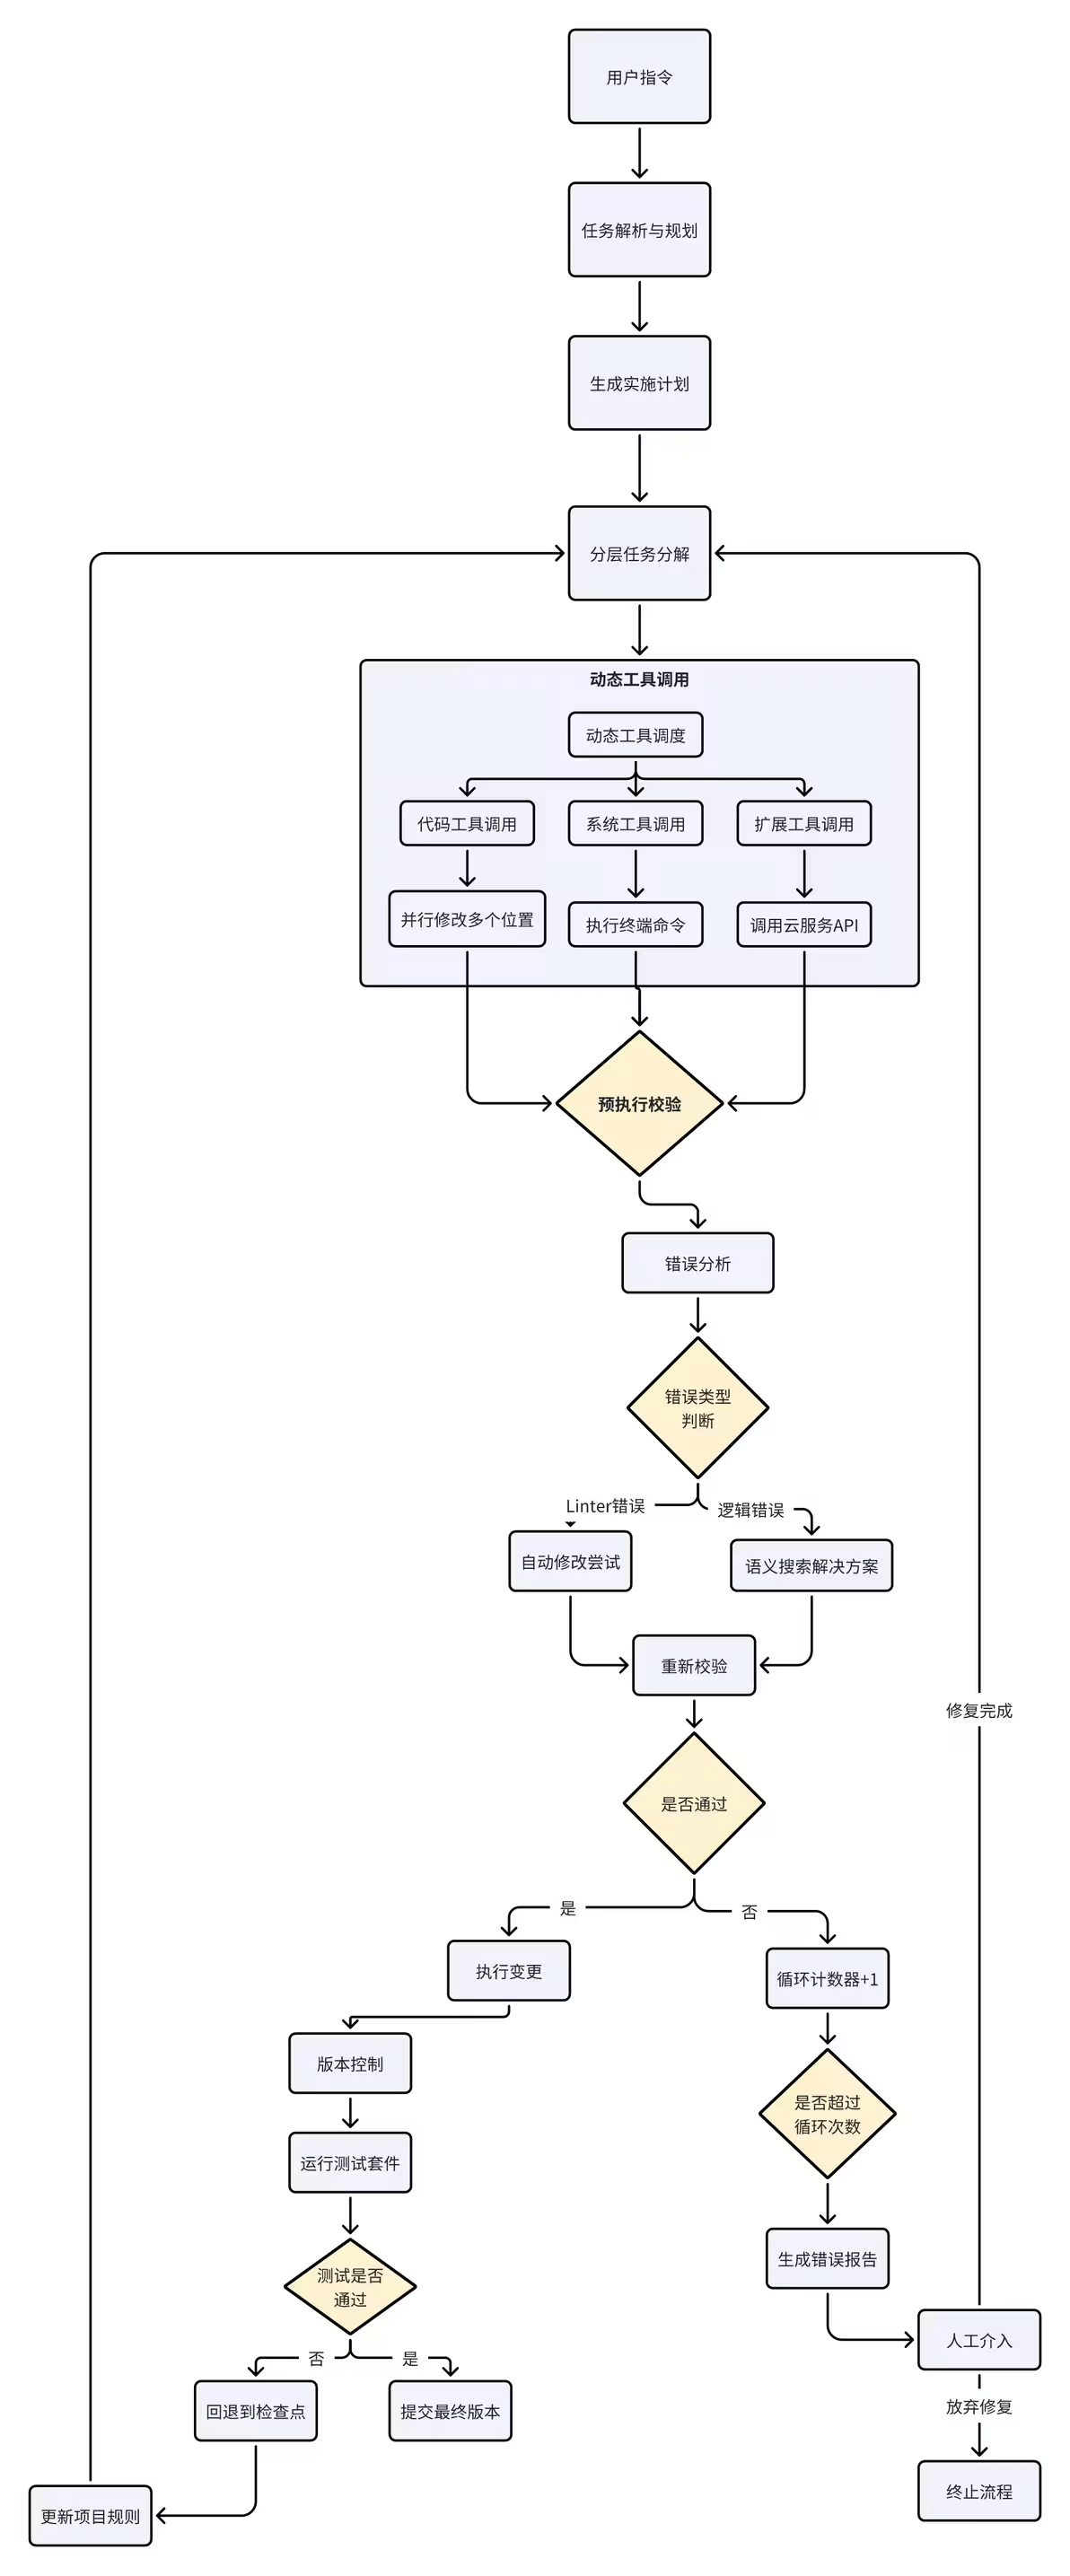 用户指令
任务解析与规划
生成实施计划
分层任务分解
动态工具调用
动态工具调度
代码工具调用
系统工具调用
扩展工具调用
并行修改多个位置
执行终端命令
调用云服务API
预执行校验
错误分析
错误类型
判断
Linter错误
逻辑错误
自动修改尝试
语义搜索解决方案
重新校验
修复完成
是否通过
是
否
执行变更
循环计数器+1
版本控制
是否超过
循环次数
运行测试套件
生成错误报告
测试是否
通过
人工介入
否
是
放弃修复
回退到检查点
提交最终版本
终止流程
更新项目规则